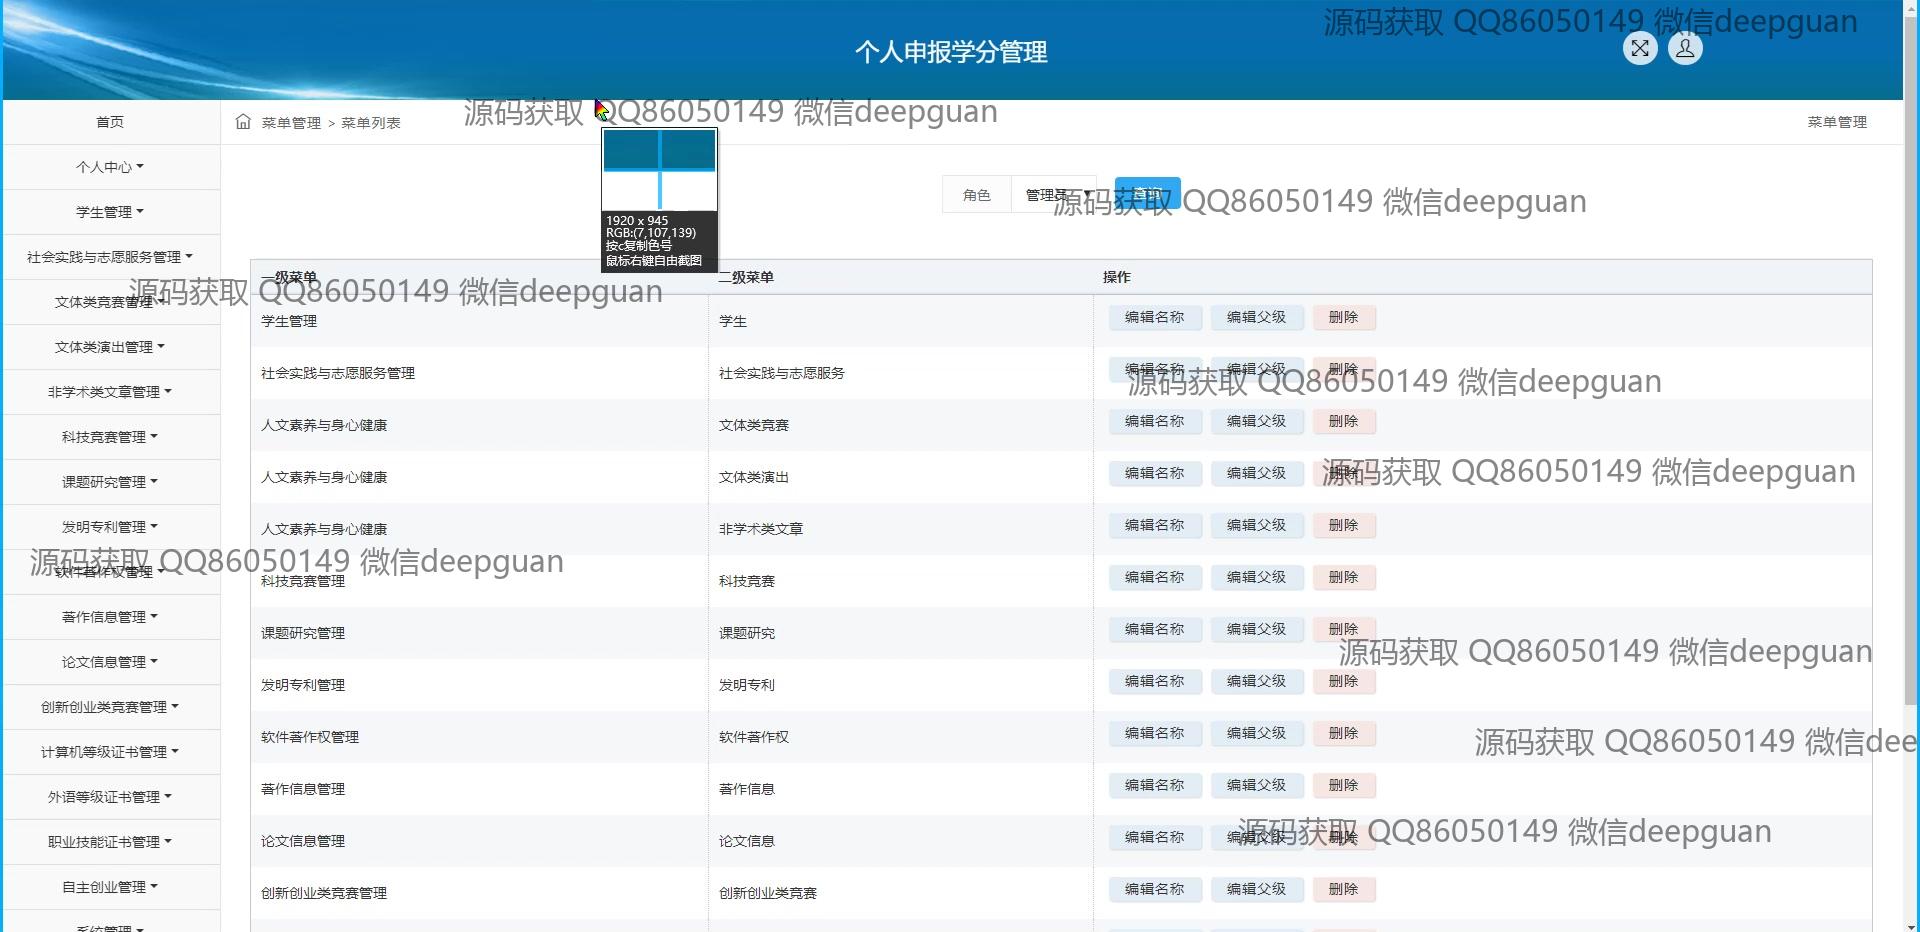 源码获取 QQ86050149 微信deepguan
个人申报学分管理
首页
菜单管理 > 菜单列表
源码获取 QQ86050149 微信deepguan
菜单管理
个人中心
学生管理
社会实践与志愿服务管理
文体类竞赛管理
文体类演出管理
非学术类文章管理
科技竞赛管理
课题研究管理
发明专利管理
软件著作权管理
著作信息管理
论文信息管理
创新创业类竞赛管理
计算机等级证书管理
外语等级证书管理
职业技能证书管理
自主创业管理
系统管理
角色 管理员 查询
源码获取 QQ86050149 微信deepguan
1920 x 945
RGB:(7,107,139)
按c复制色号
鼠标右键自由截图
一级菜单 二级菜单 操作
源码获取 QQ86050149 微信deepguan
学生管理 学生 编辑名称 编辑父级 删除
社会实践与志愿服务管理 社会实践与志愿服务 编辑名称 编辑父级 删除
源码获取 QQ86050149 微信deepguan
人文素养与身心健康 文体类竞赛 编辑名称 编辑父级 删除
人文素养与身心健康 文体类演出 编辑名称 编辑父级 删除
源码获取 QQ86050149 微信deepguan
人文素养与身心健康 非学术类文章 编辑名称 编辑父级 删除
源码获取 QQ86050149 微信deepguan
科技竞赛管理 科技竞赛 编辑名称 编辑父级 删除
课题研究管理 课题研究 编辑名称 编辑父级 删除
源码获取 QQ86050149 微信deepguan
发明专利管理 发明专利 编辑名称 编辑父级 删除
软件著作权管理 软件著作权 编辑名称 编辑父级 删除
源码获取 QQ86050149 微信dee
著作信息管理 著作信息 编辑名称 编辑父级 删除
论文信息管理 论文信息 编辑名称 编辑父级 删除
源码获取 QQ86050149 微信deepguan
创新创业类竞赛管理 创新创业类竞赛 编辑名称 编辑父级 删除